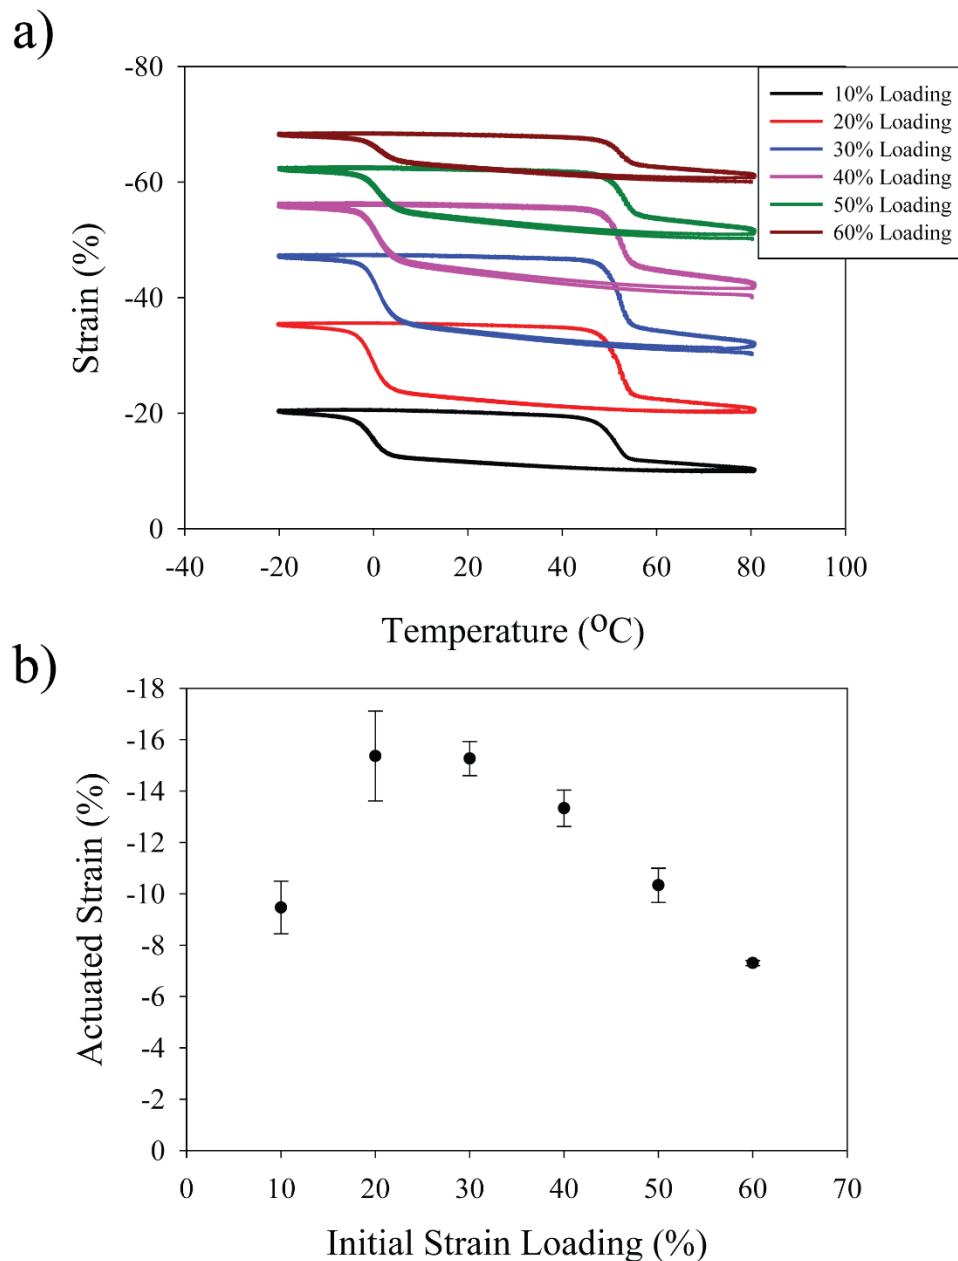 a)
-80
-60
-40
-20
0
Strain (%)
10% Loading
20% Loading
30% Loading
40% Loading
50% Loading
60% Loading
-40 -20 0 20 40 60 80 100
Temperature (ºC)
b)
-18
-16
-14
-12
-10
-8
-6
-4
-2
0
Actuated Strain (%)
0 10 20 30 40 50 60 70
Initial Strain Loading (%)